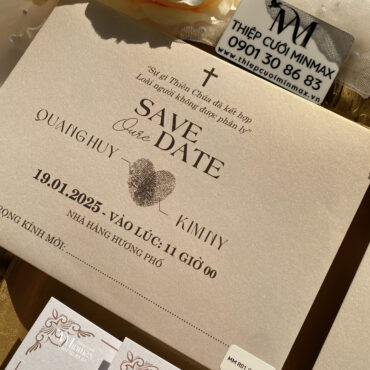 MM
THIỆP CƯỚI MINMAX
0901 30 86 83
www.thiepcuoiminmax.vn
"Sự gì Thiên Chúa đã kết hợp
Loài người không được phân ly"
SAVE
Oure
DATE
QUANG HUY
KIM HY
19.01.2025 - VÀO LÚC: 11 GIỜ 00
NHÀ HÀNG HƯƠNG PHỐ
TRỌNG KÍNH MỜI: